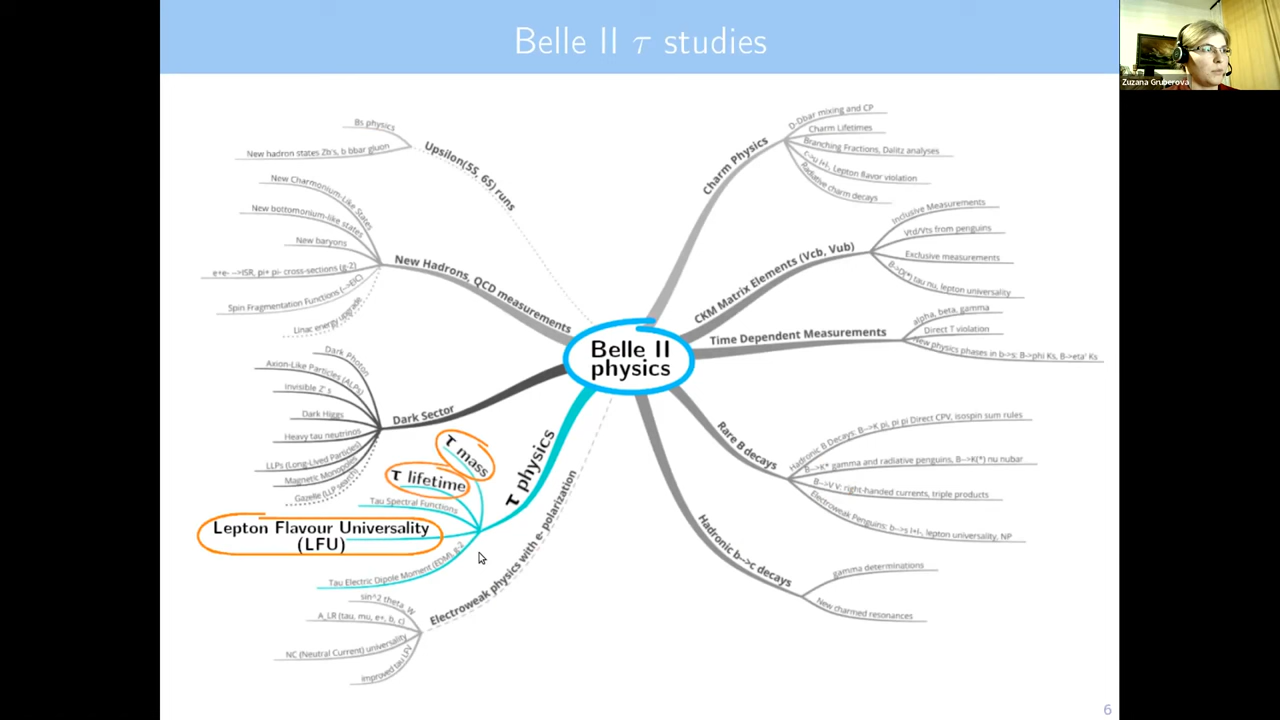 Belle II τ studies
Zuzana Gruberova
Bs physics
New hadron states Zb's, b bbar gluon
Upsilon(5S, 6S) runs
New Charmonium-Like States
New bottomonium-like states
New baryons
e+e- -->ISR, pi+ pi- cross-sections (g-2)
Spin Fragmentation Functions (-->EIC)
Linac energy upgrade
New Hadrons, QCD measurements
Dark Photon
Axion-Like Particles (ALPs)
invisible Z' s
Dark Higgs
Heavy tau neutrinos
LLPs (Long-Lived Particles)
Magnetic Monopoles
Gazelle (LLP search)
Dark Sector
τ mass
τ lifetime
Tau Spectral Functions
Lepton Flavour Universality
(LFU)
Tau Electric Dipole Moment (EDM), g-2
τ physics
sin^2 theta_W
A_LR (tau, mu, e+, b, c)
NC (Neutral Current) universality
improved tau LFV
Electroweak physics with e- polarization
Belle II
physics
Charm Physics
D-Dbar mixing and CP
Charm Lifetimes
Branching Fractions, Dalitz analyses
c->u l+l-, Lepton flavor violation
Radiative charm decays
CKM Matrix Elements (Vcb, Vub)
Inclusive Measurements
Vtd/Vts from penguins
Exclusive measurements
B->D(*) tau nu, lepton universality
Time Dependent Measurements
alpha, beta, gamma
Direct T violation
New physics phases in b->s: B->phi Ks, B->eta' Ks
Rare B decays
Hadronic B Decays: B-->K pi, pi pi Direct CPV, isospin sum rules
B-->K* gamma and radiative penguins, B-->K(*) nu nubar
B-->V V: right-handed currents, triple products
Electroweak Penguins: b->s l+l-, lepton universality, NP
Hadronic b-->c decays
gamma determinations
New charmed resonances
6